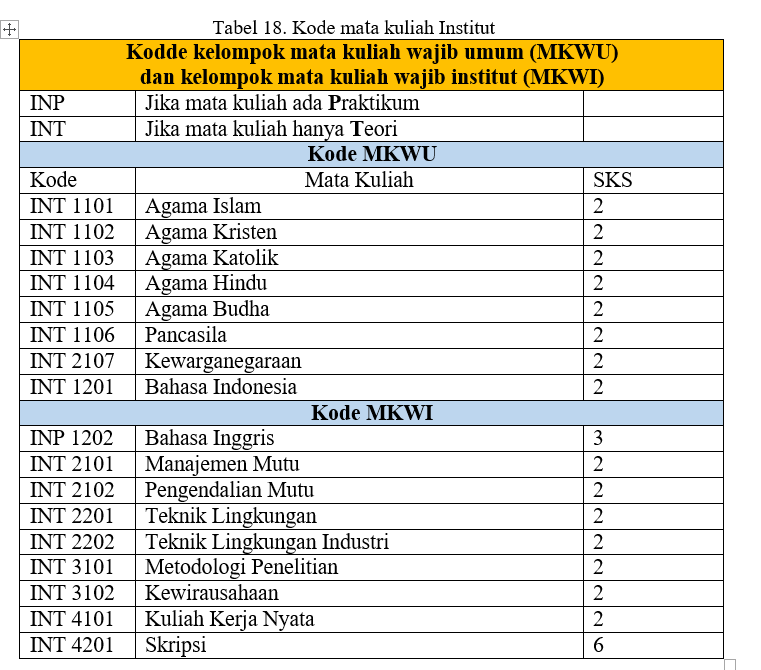 Tabel 18. Kode mata kuliah Institut
Kodde kelompok mata kuliah wajib umum (MKWU)
dan kelompok mata kuliah wajib institut (MKWI)
INP Jika mata kuliah ada Praktikum
INT Jika mata kuliah hanya Teori
Kode MKWU
Kode Mata Kuliah SKS
INT 1101 Agama Islam 2
INT 1102 Agama Kristen 2
INT 1103 Agama Katolik 2
INT 1104 Agama Hindu 2
INT 1105 Agama Budha 2
INT 1106 Pancasila 2
INT 2107 Kewarganegaraan 2
INT 1201 Bahasa Indonesia 2
Kode MKWI
INP 1202 Bahasa Inggris 3
INT 2101 Manajemen Mutu 2
INT 2102 Pengendalian Mutu 2
INT 2201 Teknik Lingkungan 2
INT 2202 Teknik Lingkungan Industri 2
INT 3101 Metodologi Penelitian 2
INT 3102 Kewirausahaan 2
INT 4101 Kuliah Kerja Nyata 2
INT 4201 Skripsi 6